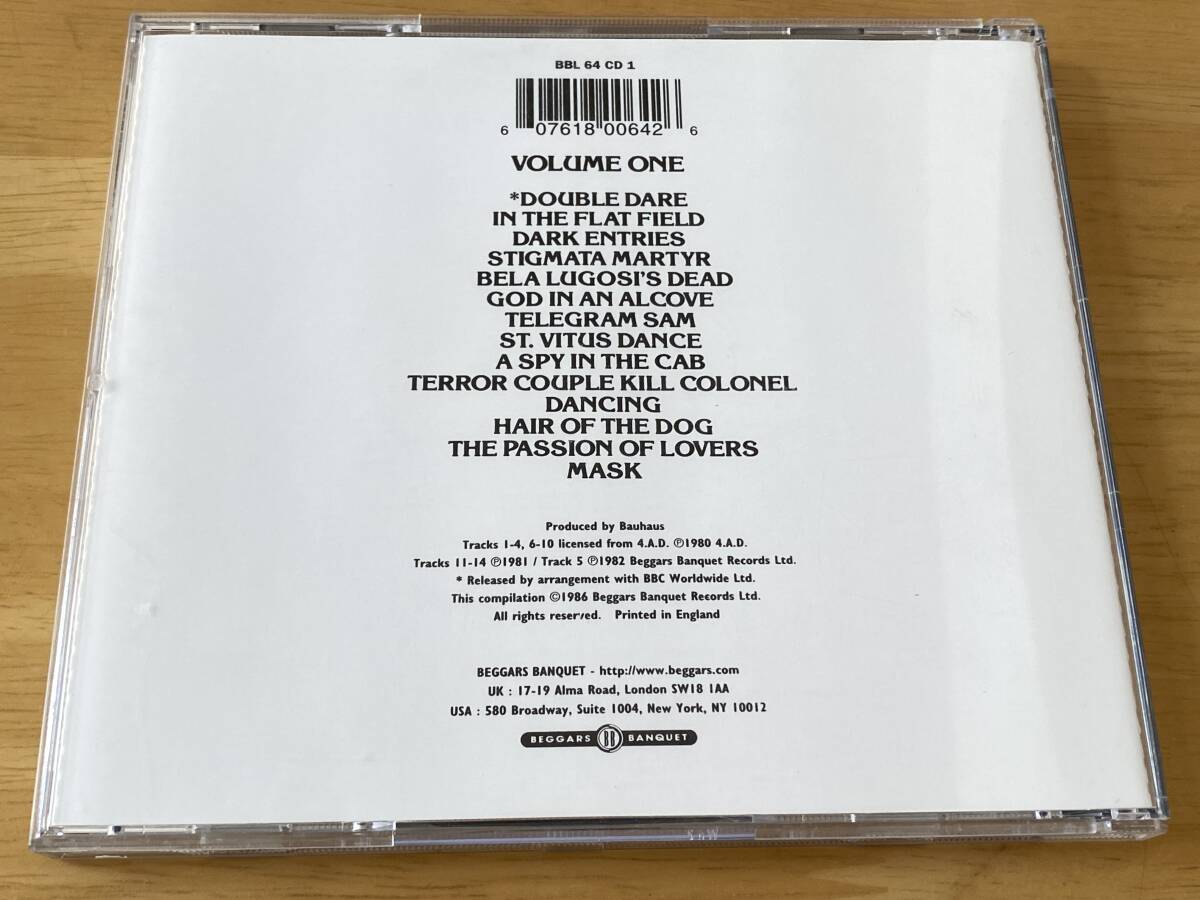 BBL 64 CD 1
6 07618 00642 6
VOLUME ONE
*DOUBLE DARE
IN THE FLAT FIELD
DARK ENTRIES
STIGMATA MARTYR
BELA LUGOSI'S DEAD
GOD IN AN ALCOVE
TELEGRAM SAM
ST. VITUS DANCE
A SPY IN THE CAB
TERROR COUPLE KILL COLONEL
DANCING
HAIR OF THE DOG
THE PASSION OF LOVERS
MASK
Produced by Bauhaus
Tracks 1-4, 6-10 licensed from 4.A.D. ℗1980 4.A.D.
Tracks 11-14 ℗1981 / Track 5 ℗1982 Beggars Banquet Records Ltd.
* Released by arrangement with BBC Worldwide Ltd.
This compilation ©1986 Beggars Banquet Records Ltd.
All rights reserved. Printed in England
BEGGARS BANQUET - http://www.beggars.com
UK : 17-19 Alma Road, London SW18 1AA
USA : 580 Broadway, Suite 1004, New York, NY 10012
BEGGARS BB BANQUET